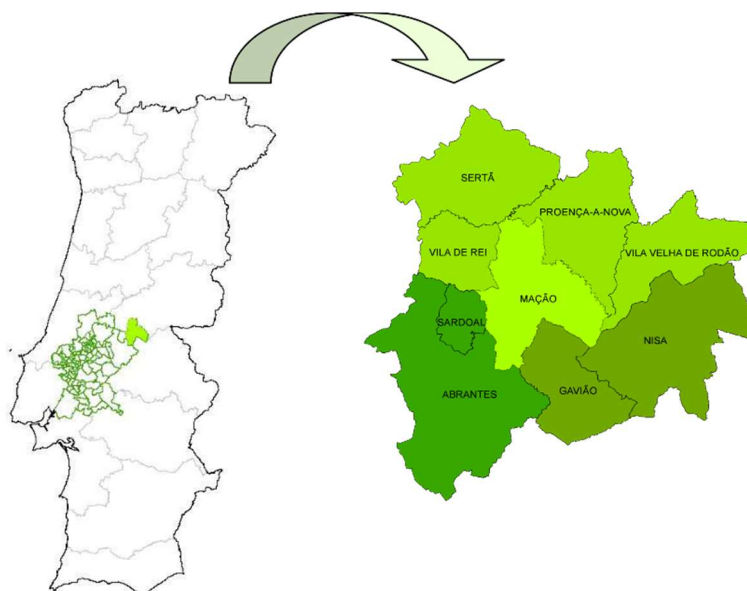 SERTÃ
PROENÇA-A-NOVA
VILA DE REI
VILA VELHA DE RODÃO
MAÇÃO
SARDOAL
NISA
ABRANTES
GAVIÃO